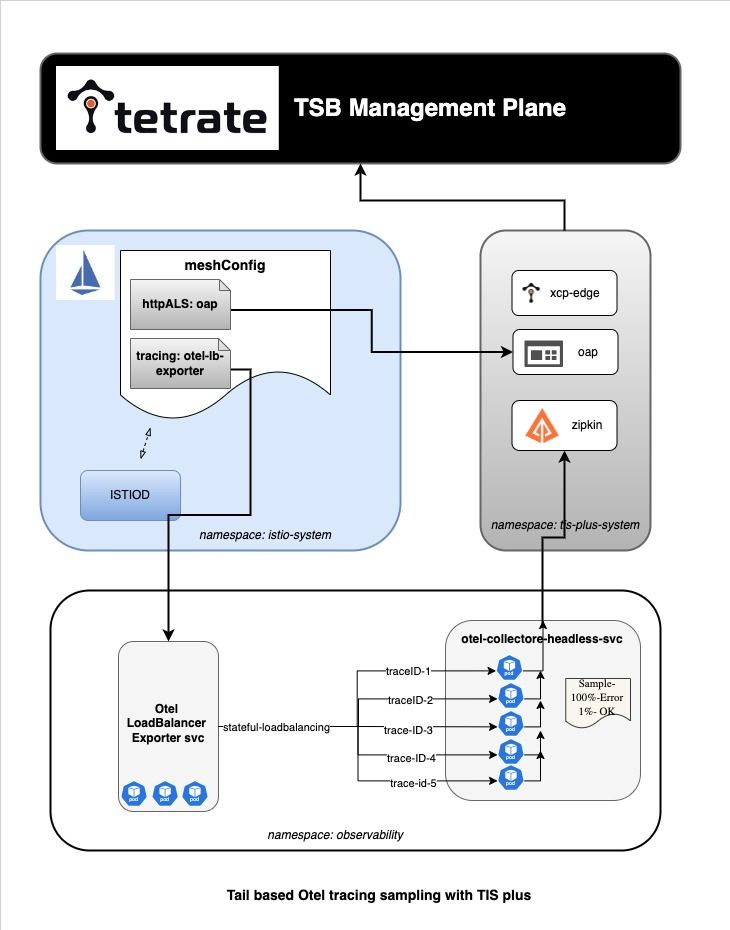 tetrate
TSB Management Plane
meshConfig
httpALS: oap
tracing: otel-lb-
exporter
ISTIOD
namespace: istio-system
xcp-edge
oap
zipkin
namespace: tis-plus-system
otel-collectore-headless-svc
Otel
LoadBalancer
Exporter svc
pod
pod
pod
stateful-loadbalancing
traceID-1
traceID-2
trace-ID-3
trace-ID-4
trace-id-5
pod
pod
pod
pod
pod
Sample-
100%-Error
1%- OK
namespace: observability
Tail based Otel tracing sampling with TIS plus